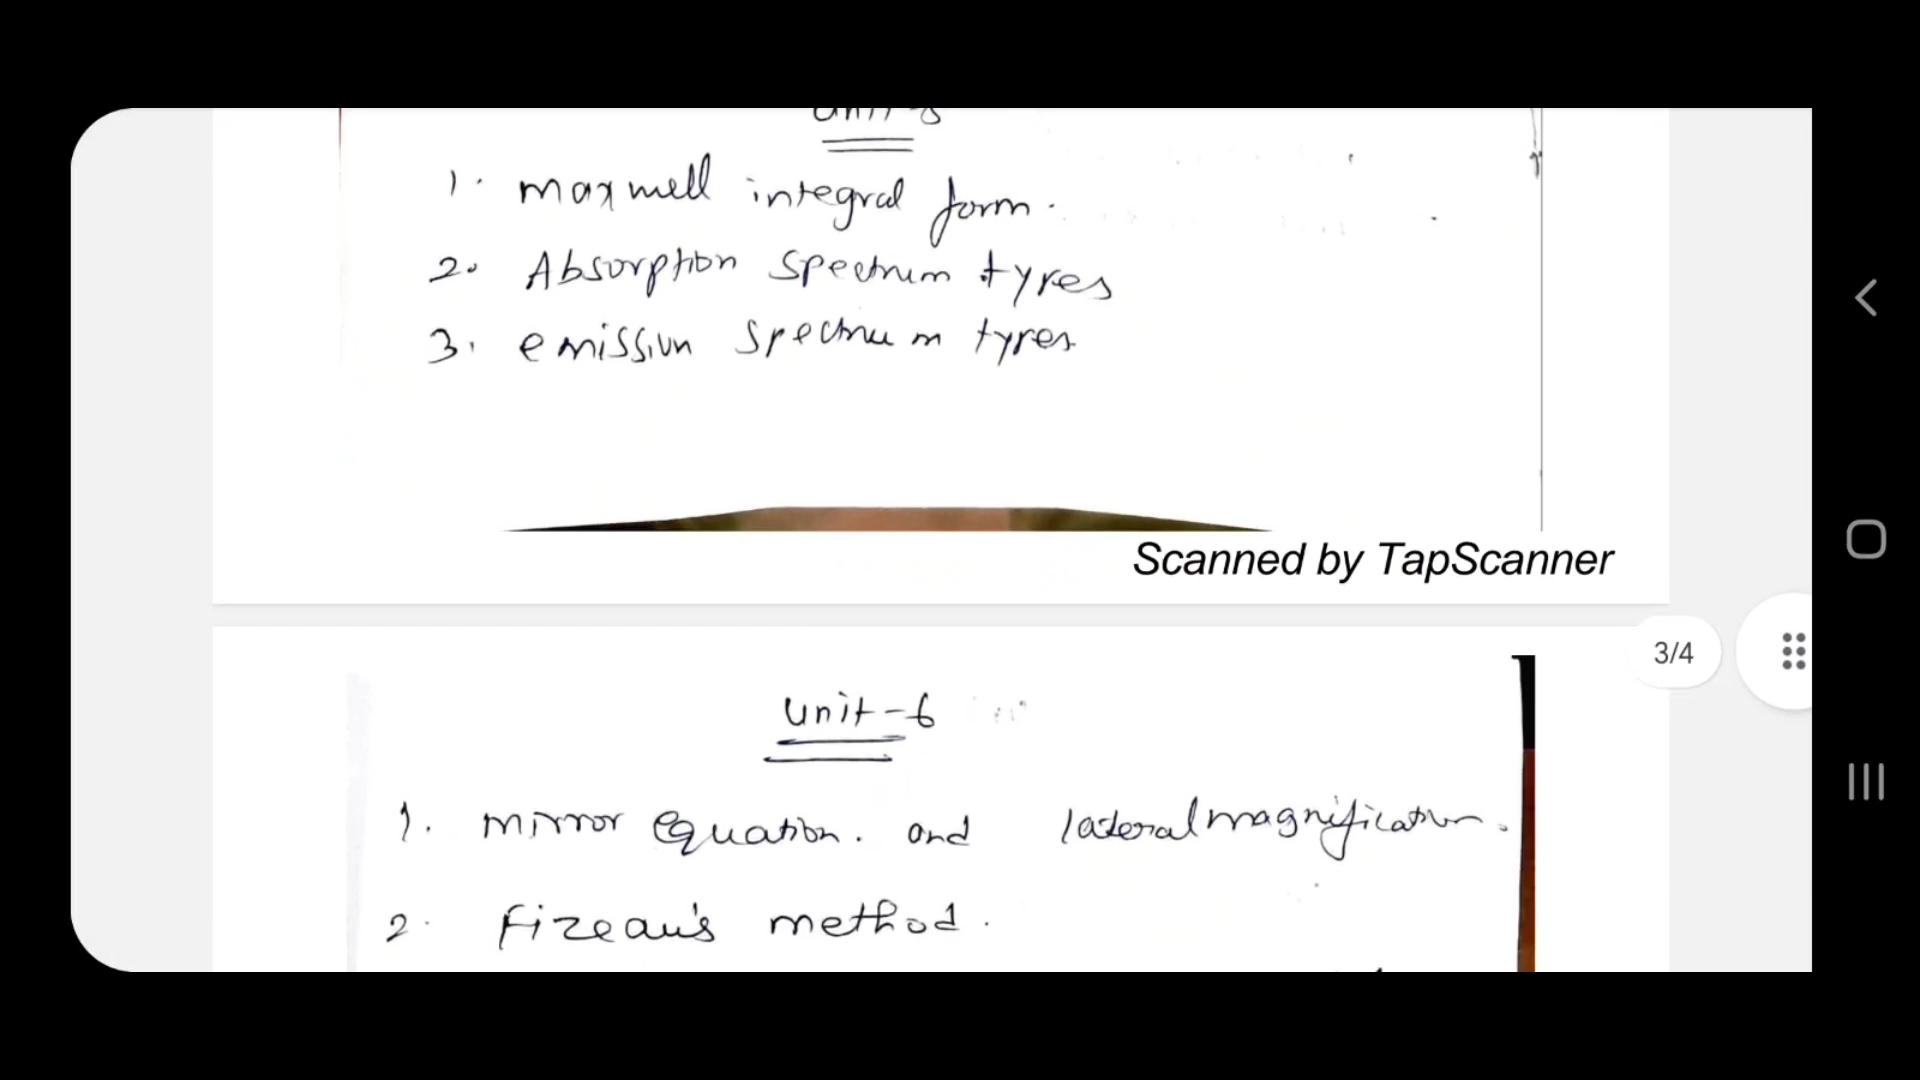 1. maxwell integral form.
2. Absorption spectrum types
3. emission spectrum types
Scanned by TapScanner
3/4
Unit-6
1. mirror equation. and lateral magnification.
2. Fizeau's method.